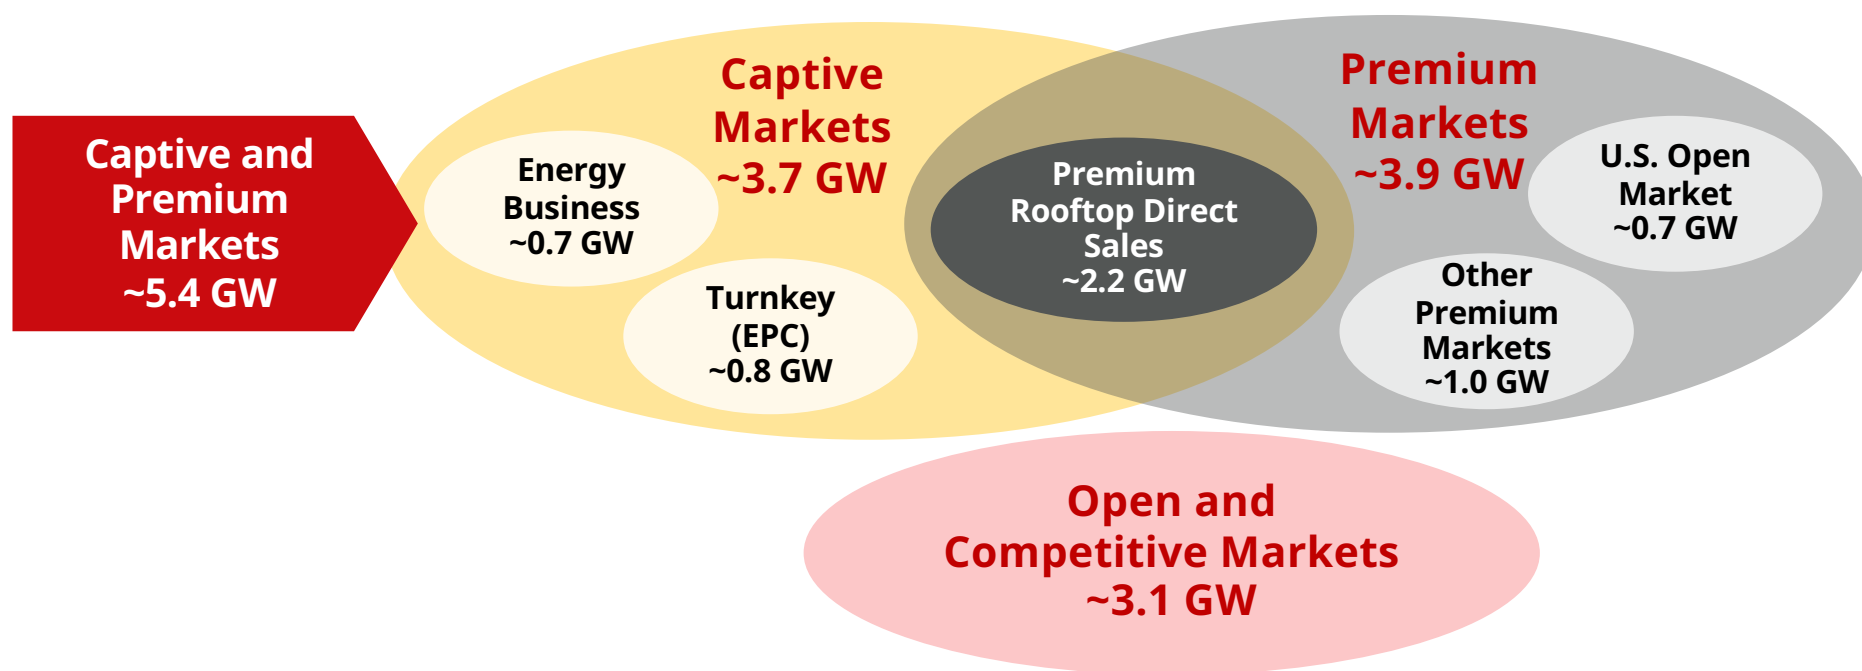 Captive and
Premium
Markets
~5.4 GW
Captive
Markets
~3.7 GW
Energy
Business
~0.7 GW
Turnkey
(EPC)
~0.8 GW
Premium
Rooftop Direct
Sales
~2.2 GW
Premium
Markets
~3.9 GW
U.S. Open
Market
~0.7 GW
Other
Premium
Markets
~1.0 GW
Open and
Competitive Markets
~3.1 GW